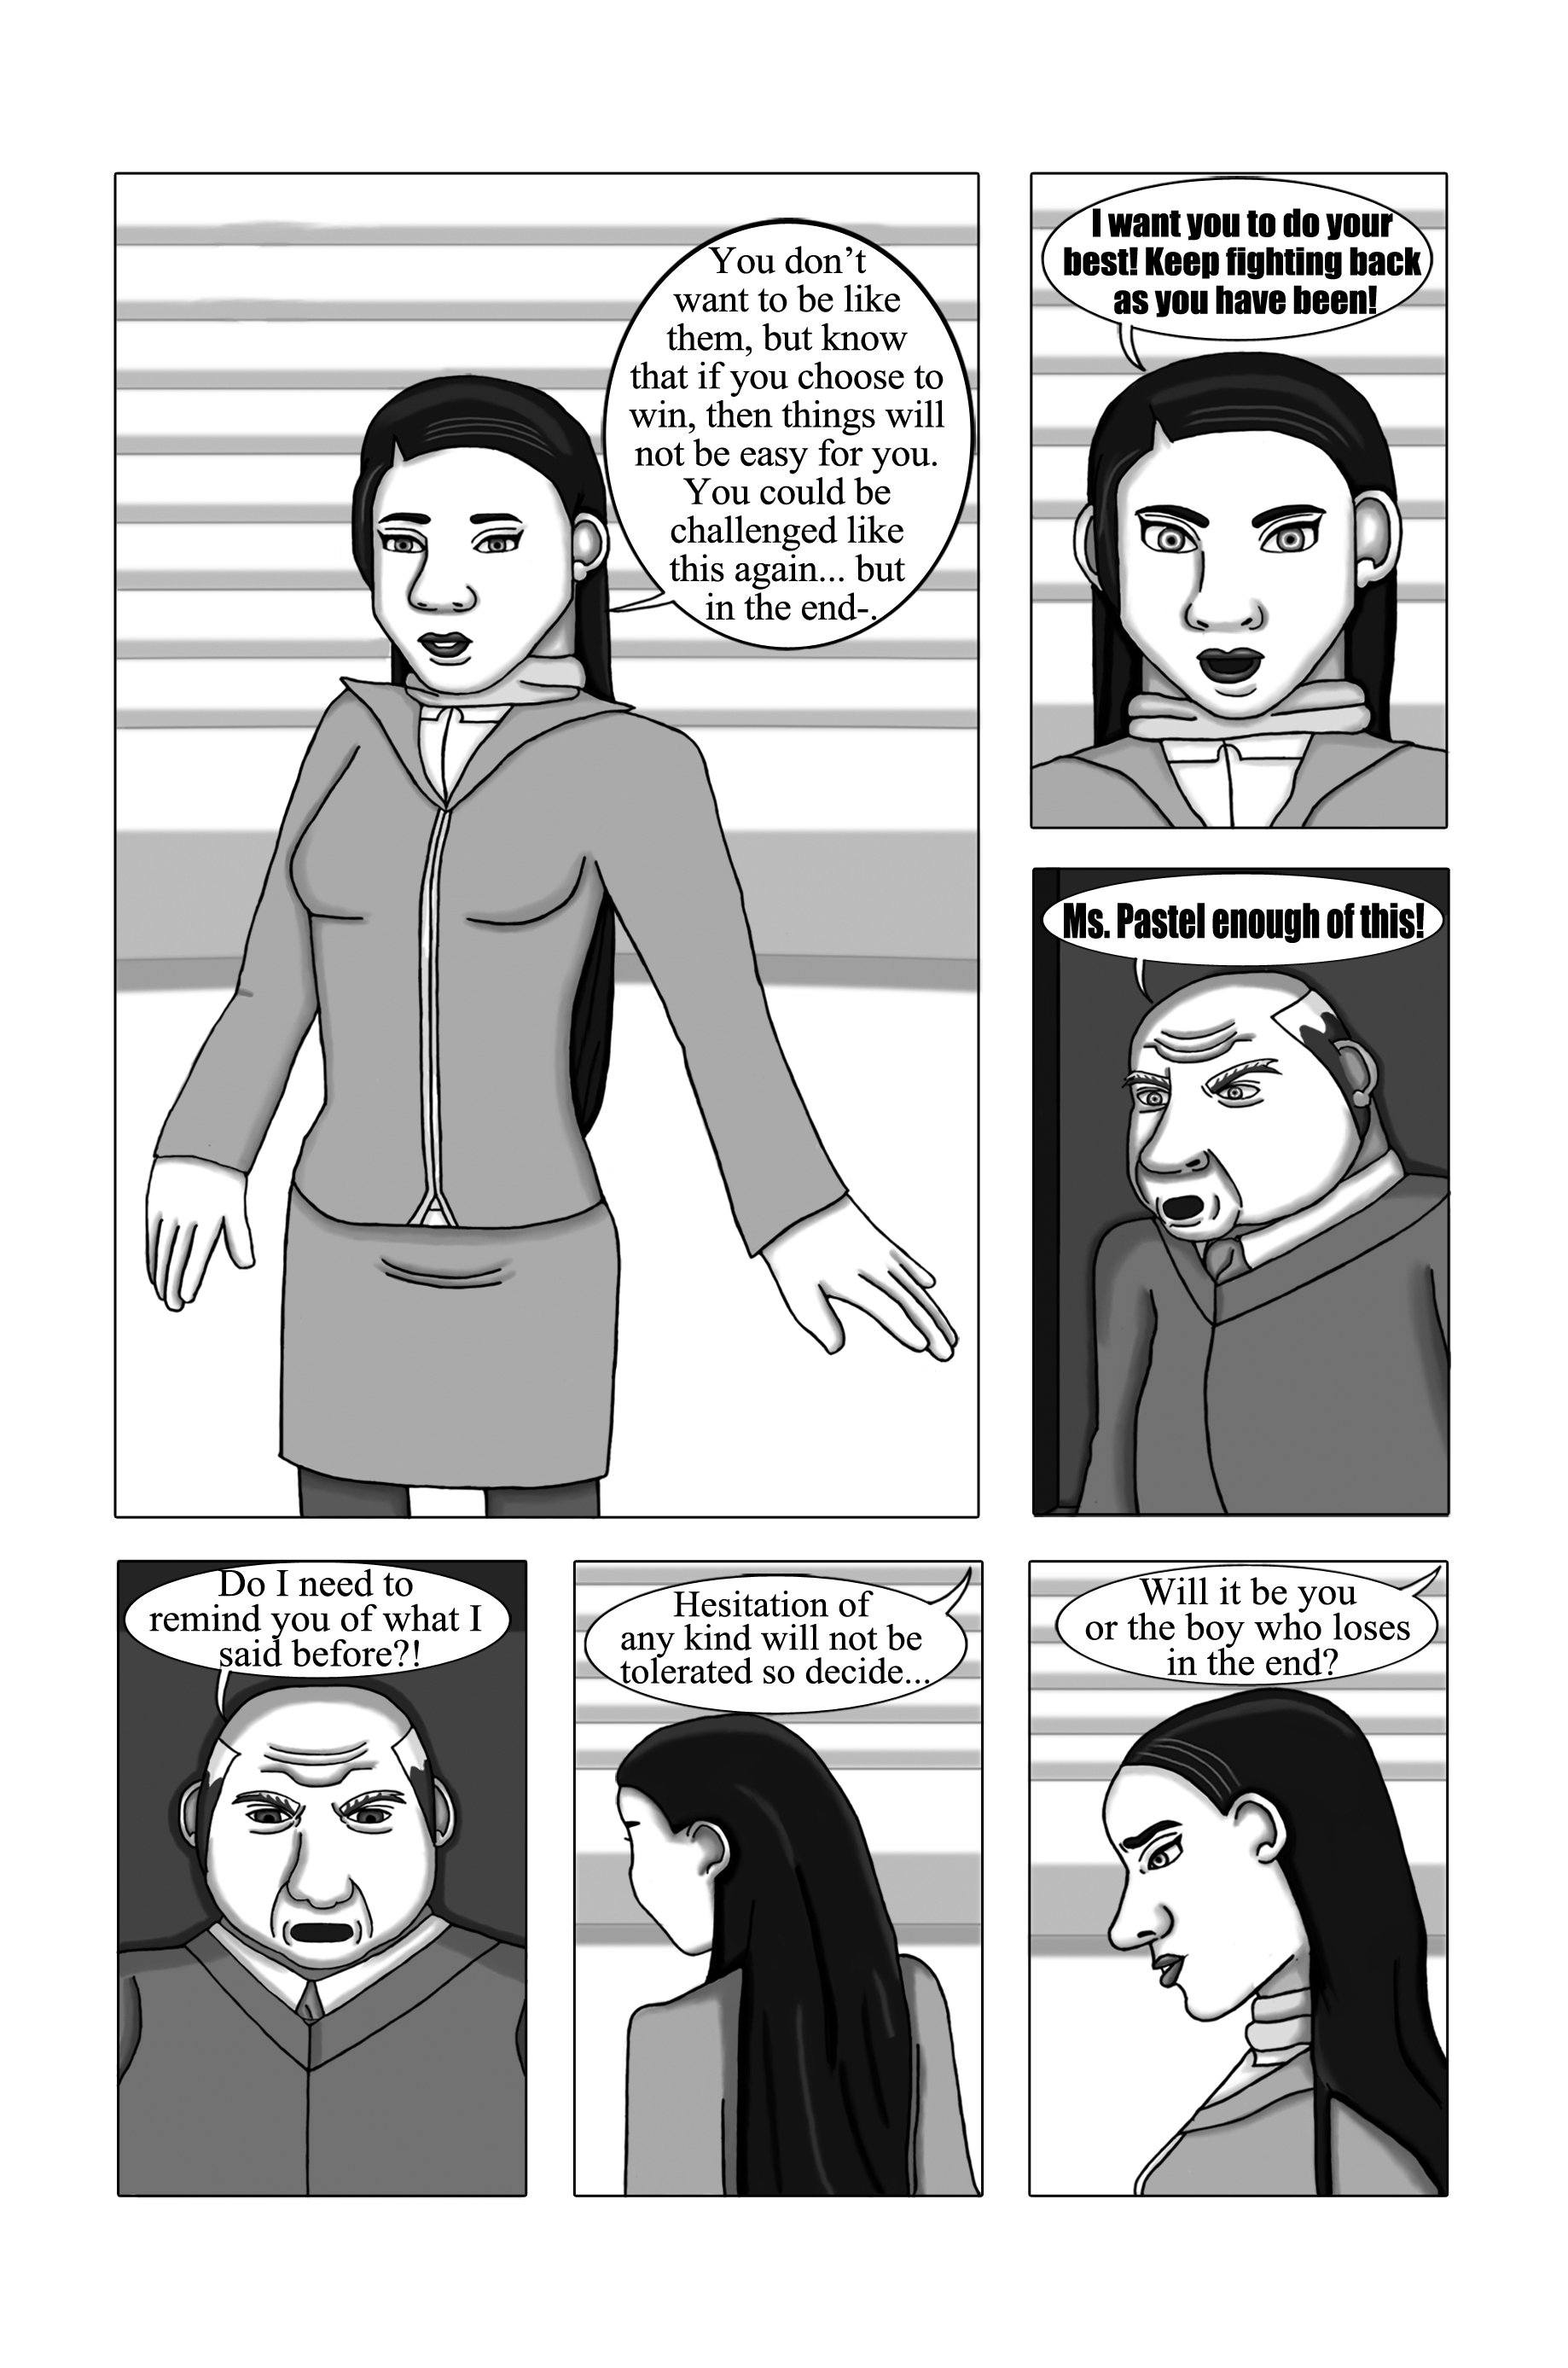 You don't
want to be like
them, but know
that if you choose to
win, then things will
not be easy for you.
You could be
challenged like
this again... but
in the end-.
I want you to do your
best! Keep fighting back
as you have been!
Ms. Pastel enough of this!
Do I need to
remind you of what I
said before?!
Hesitation of
any kind will not be
tolerated so decide...
Will it be you
or the boy who loses
in the end?